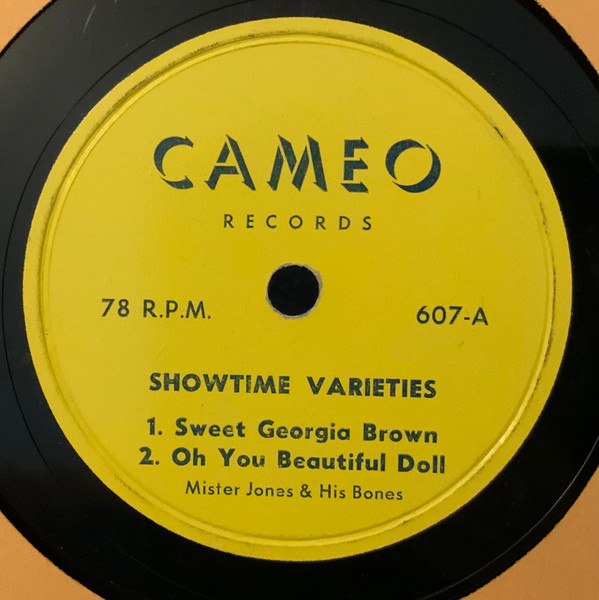 CAMEO
RECORDS
78 R.P.M. 607-A
SHOWTIME VARIETIES
1. Sweet Georgia Brown
2. Oh You Beautiful Doll
Mister Jones & His Bones